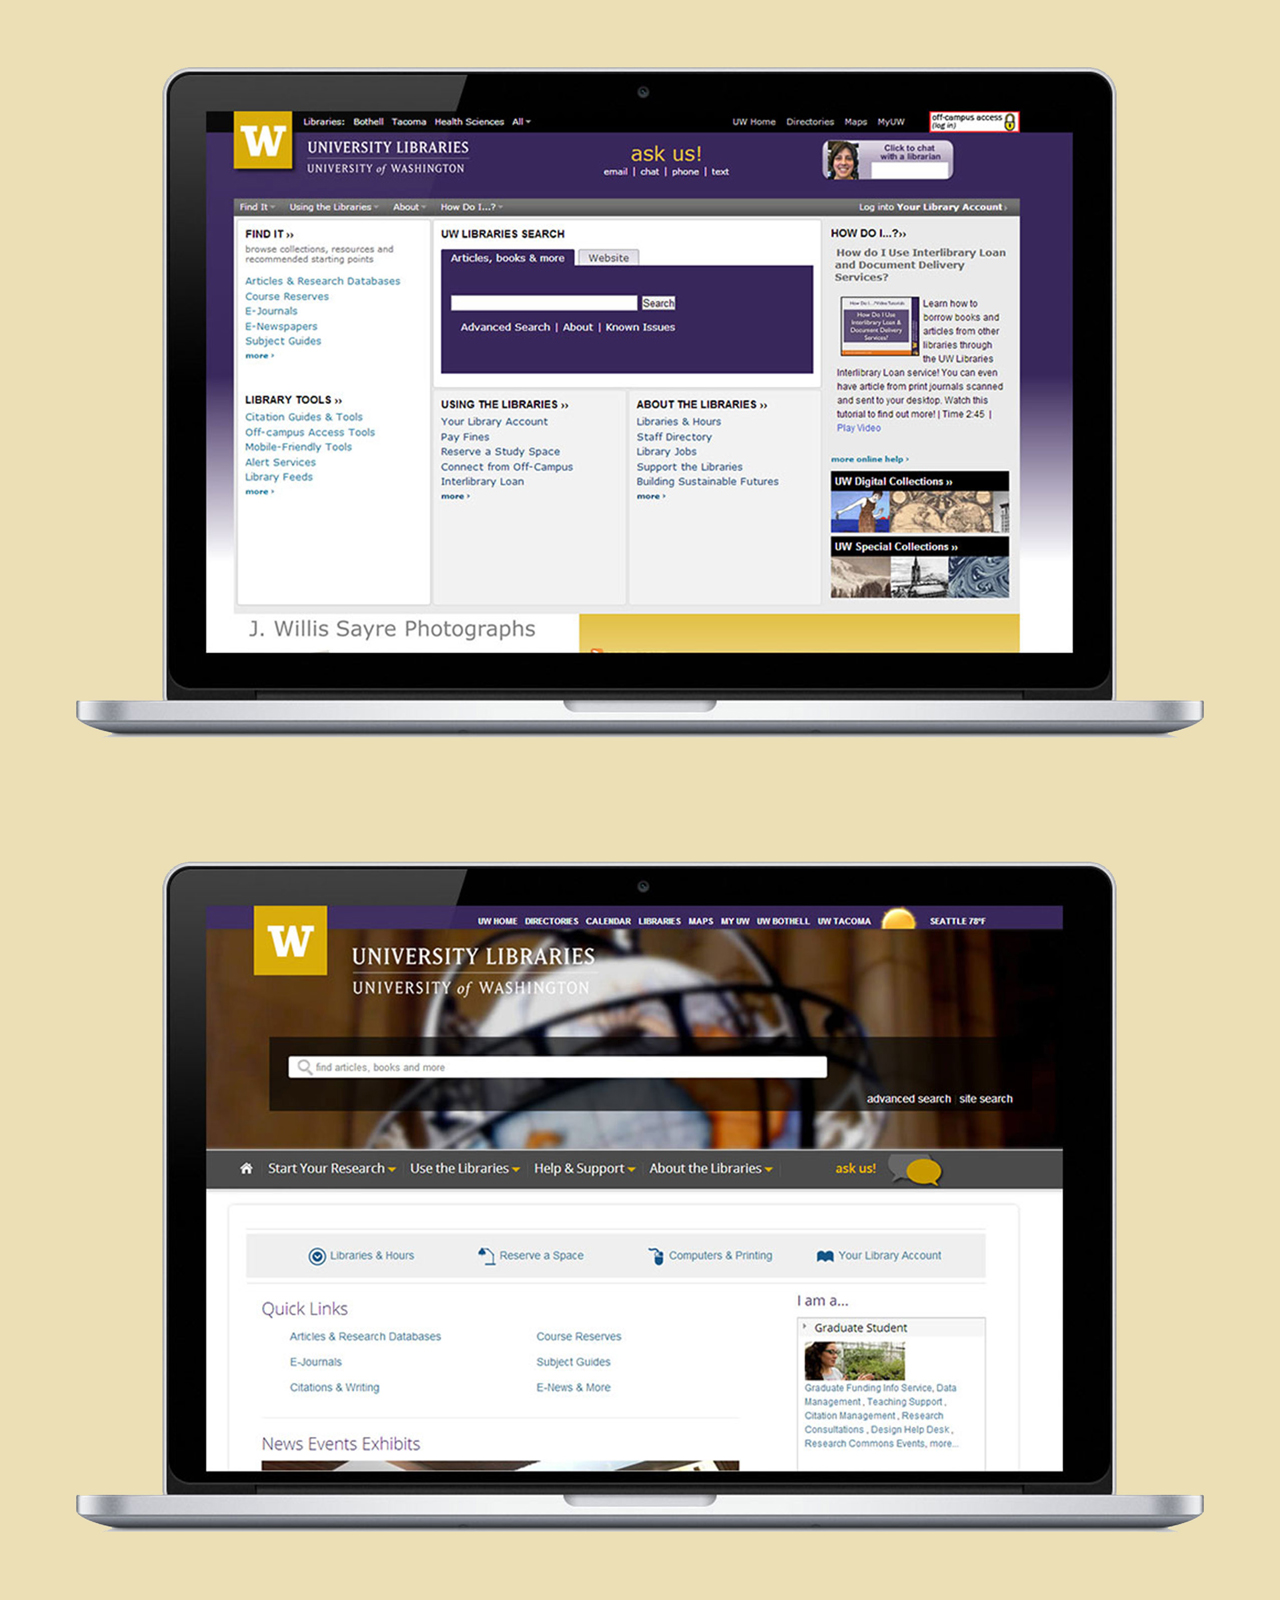 W
Libraries: Bothell Tacoma Health Sciences All
UW Home Directories Maps MyUW
off-campus access
(log in)
UNIVERSITY LIBRARIES
UNIVERSITY of WASHINGTON
ask us!
email | chat | phone | text
Click to chat
with a librarian
Find It Using the Libraries About How Do I...?
Log into Your Library Account ›
FIND IT ››
browse collections, resources and
recommended starting points
Articles & Research Databases
Course Reserves
E-Journals
E-Newspapers
Subject Guides
more ›
LIBRARY TOOLS ››
Citation Guides & Tools
Off-campus Access Tools
Mobile-Friendly Tools
Alert Services
Library Feeds
more ›
UW LIBRARIES SEARCH
Articles, books & more Website
Search
Advanced Search | About | Known Issues
USING THE LIBRARIES ››
Your Library Account
Pay Fines
Reserve a Study Space
Connect from Off-Campus
Interlibrary Loan
more ›
ABOUT THE LIBRARIES ››
Libraries & Hours
Staff Directory
Library Jobs
Support the Libraries
Building Sustainable Futures
more ›
HOW DO I...?››
How do I Use Interlibrary Loan
and Document Delivery
Services?
How Do I Use
Interlibrary Loan &
Document Delivery
Services?
Learn how to
borrow books and
articles from other
libraries through
the UW Libraries
Interlibrary Loan service! You can even
have article from print journals scanned
and sent to your desktop. Watch this
tutorial to find out more! | Time 2:45 |
Play Video
more online help ›
UW Digital Collections ››
UW Special Collections ››
J. Willis Sayre Photographs
W
UW HOME DIRECTORIES CALENDAR LIBRARIES MAPS MY UW UW BOTHELL UW TACOMA SEATTLE 78°F
UNIVERSITY LIBRARIES
UNIVERSITY of WASHINGTON
find articles, books and more
advanced search | site search
Start Your Research Use the Libraries Help & Support About the Libraries ask us!
Libraries & Hours Reserve a Space Computers & Printing Your Library Account
Quick Links
Articles & Research Databases
Course Reserves
E-Journals
Subject Guides
Citations & Writing
E-News & More
News Events Exhibits
I am a...
Graduate Student
Graduate Funding Info Service, Data
Management , Teaching Support ,
Citation Management , Research
Consultations , Design Help Desk ,
Research Commons Events, more...